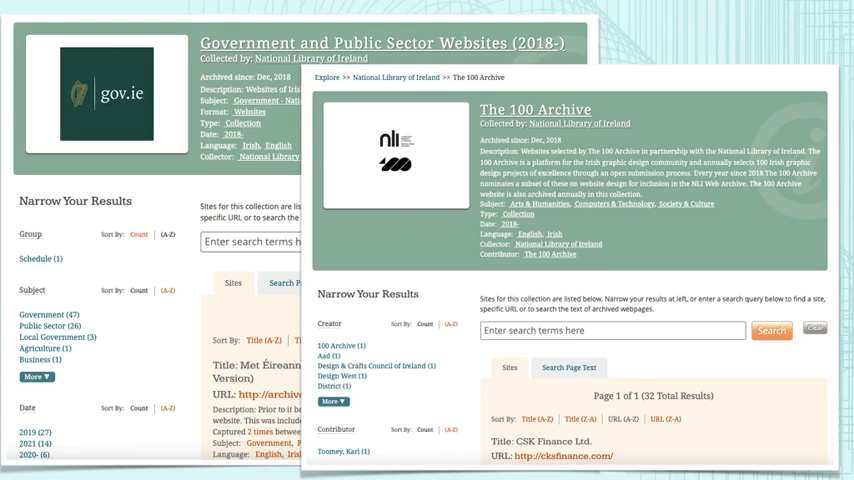 gov.ie
Government and Public Sector Websites (2018-)
Collected by: National Library of Ireland
Archived since: Dec, 2018
Description: Websites of Iris
Subject: Government - Nati
Format: Websites
Type: Collection
Date: 2018-
Language: Irish, English
Collector: National Library
Narrow Your Results
Group Sort By: Count | (A-Z)
Schedule (1)
Subject Sort By: Count | (A-Z)
Government (47)
Public Sector (26)
Local Government (3)
Agriculture (1)
Business (1)
More ▼
Date Sort By: Count | (A-Z)
2019 (27)
2021 (14)
2020- (6)
Sites for this collection are lis
specific URL or to search the t
Enter search terms h
Sites Search P
Sort By: Title (A-Z) | Ti
Title: Met Éireann
Version)
URL: http://archive
Description: Prior to it be
website. This was include
Captured 2 times betwee
Subject: Government, P
Language: English, Iris
Explore >> National Library of Ireland >> The 100 Archive
nli
100
The 100 Archive
Collected by: National Library of Ireland
Archived since: Dec, 2018
Description: Websites selected by The 100 Archive in partnership with the National Library of Ireland. The
100 Archive is a platform for the Irish graphic design community and annually selects 100 Irish graphic
design projects of excellence through an open submission process. Every year since 2018 The 100 Archive
nominates a subset of these on website design for inclusion in the NLI Web Archive. The 100 Archive
website is also archived annually in this collection.
Subject: Arts & Humanities, Computers & Technology, Society & Culture
Type: Collection
Date: 2018-
Language: English, Irish
Collector: National Library of Ireland
Contributor: The 100 Archive
Narrow Your Results
Creator Sort By: Count | (A-Z)
100 Archive (1)
Aad (1)
Design & Crafts Council of Ireland (1)
Design West (1)
District (1)
More ▼
Contributor Sort By: Count | (A-Z)
Toomey, Karl (1)
Sites for this collection are listed below. Narrow your results at left, or enter a search query below to find a site,
specific URL or to search the text of archived webpages.
Enter search terms here Search Clear
Sites Search Page Text
Page 1 of 1 (32 Total Results)
Sort By: Title (A-Z) | Title (Z-A) | URL (A-Z) | URL (Z-A)
Title: CSK Finance Ltd.
URL: http://cksfinance.com/